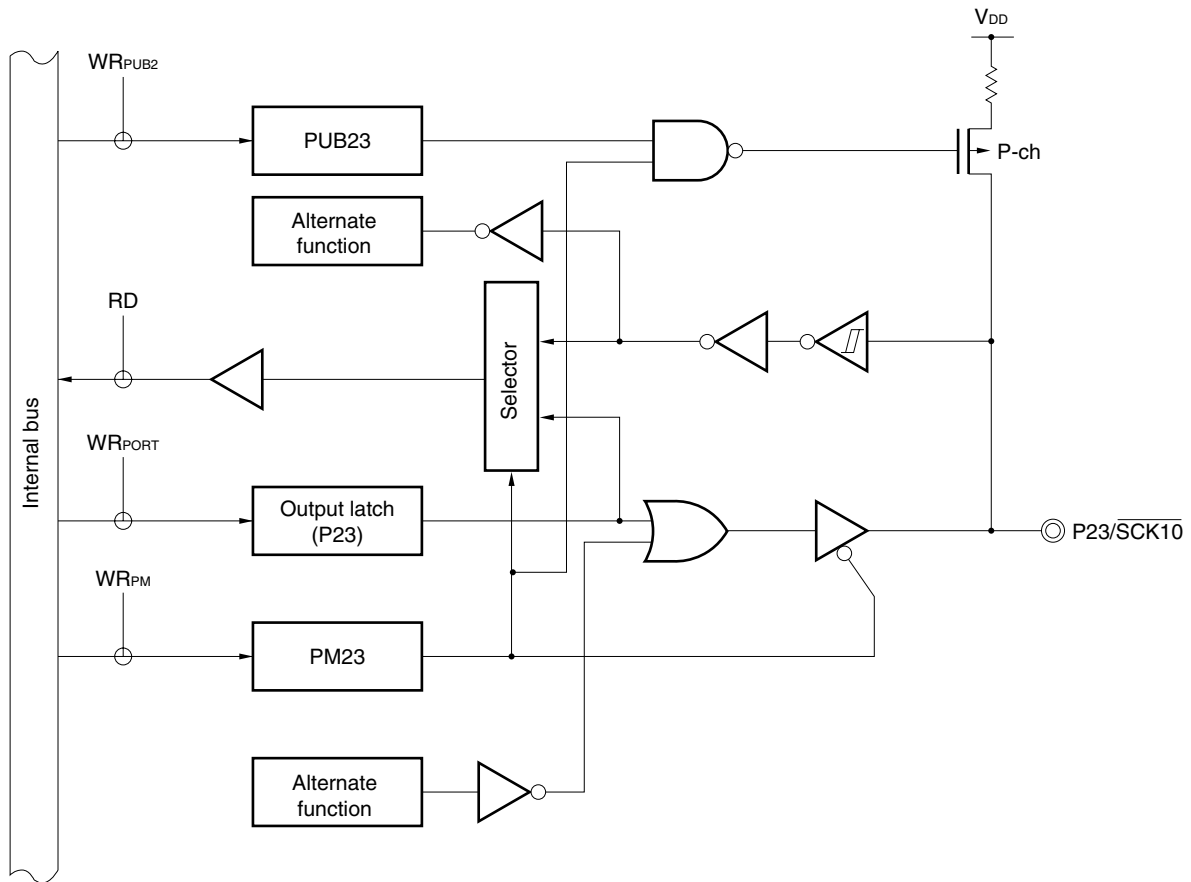 VDD
WRPUB2
PUB23
P-ch
Alternate
function
RD
Selector
Internal bus
WRPORT
Output latch
(P23)
P23/SCK10
WRPM
PM23
Alternate
function